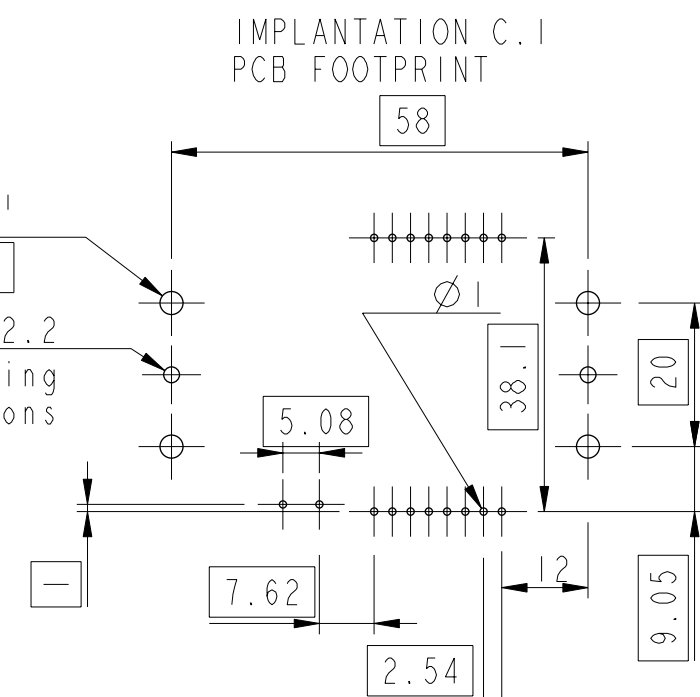 IMPLANTATION C.I
PCB FOOTPRINT
58
Ø 1
2.2
ing
ons
38.1
20
5.08
1
7.62
12
9.05
2.54